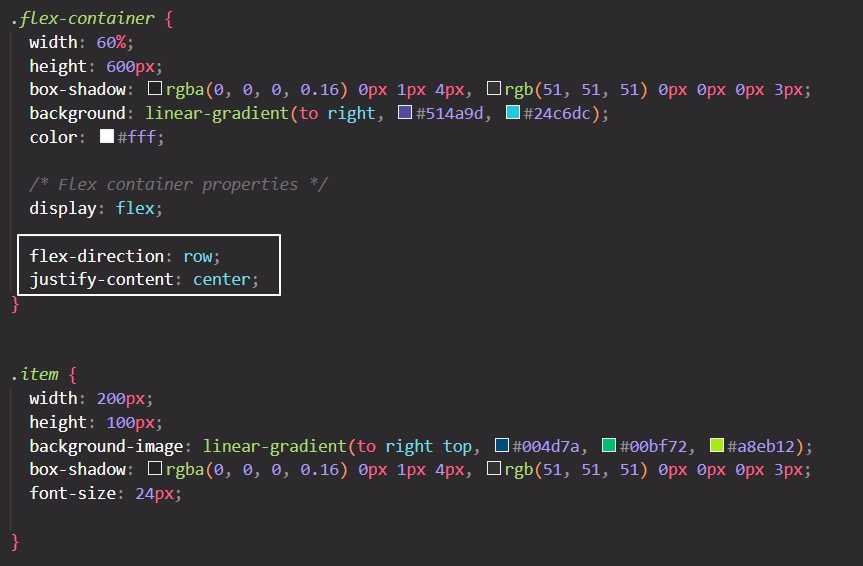 .flex-container {
width: 60%;
height: 600px;
box-shadow: rgba(0, 0, 0, 0.16) 0px 1px 4px, rgb(51, 51, 51) 0px 0px 0px 3px;
background: linear-gradient(to right, #514a9d, #24c6dc);
color: #fff;
/* Flex container properties */
display: flex;
flex-direction: row;
justify-content: center;
}
.item {
width: 200px;
height: 100px;
background-image: linear-gradient(to right top, #004d7a, #00bf72, #a8eb12);
box-shadow: rgba(0, 0, 0, 0.16) 0px 1px 4px, rgb(51, 51, 51) 0px 0px 0px 3px;
font-size: 24px;
}